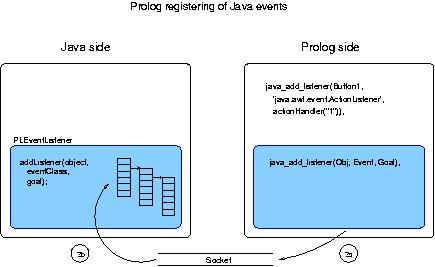 Prolog registering of Java events
Java side
Prolog side
java_add_listener(Button1,
'java.awt.event.ActionListener',
actionHandler("1")),
PLEventListener
addListener(object,
eventClass,
goal);
java_add_listener(Obj, Event, Goal),
2b
Socket
2a